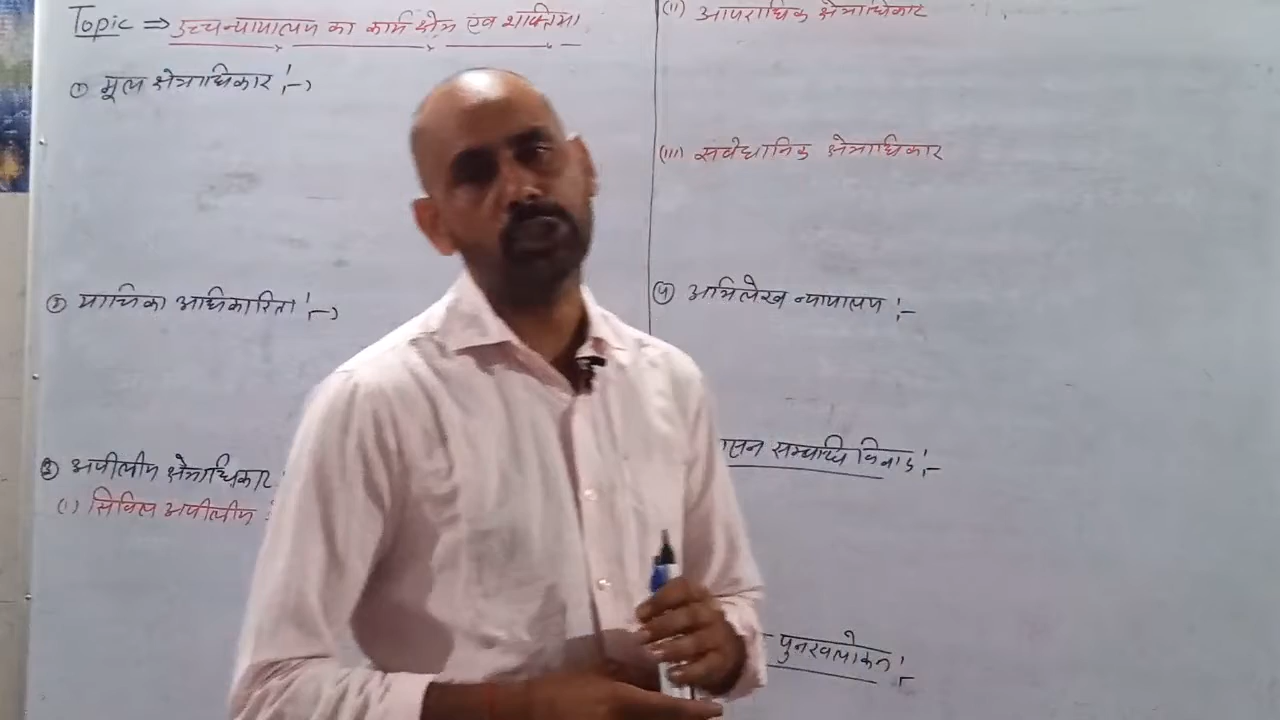 Topic ⇒ उच्चन्यायालय का कार्य क्षेत्र एवं शक्तियां
① मूल क्षेत्राधिकार :->
② याचिका अधिकारिता :->
③ अपीलीय क्षेत्राधिकार :
(i) सिविल अपीलीय :
(ii) आपराधिक क्षेत्राधिकार
(iii) संवैधानिक क्षेत्राधिकार
④ अभिलेख न्यायालय :-
सम्बन्धि विवाद :-
पुनरवलोकन :-